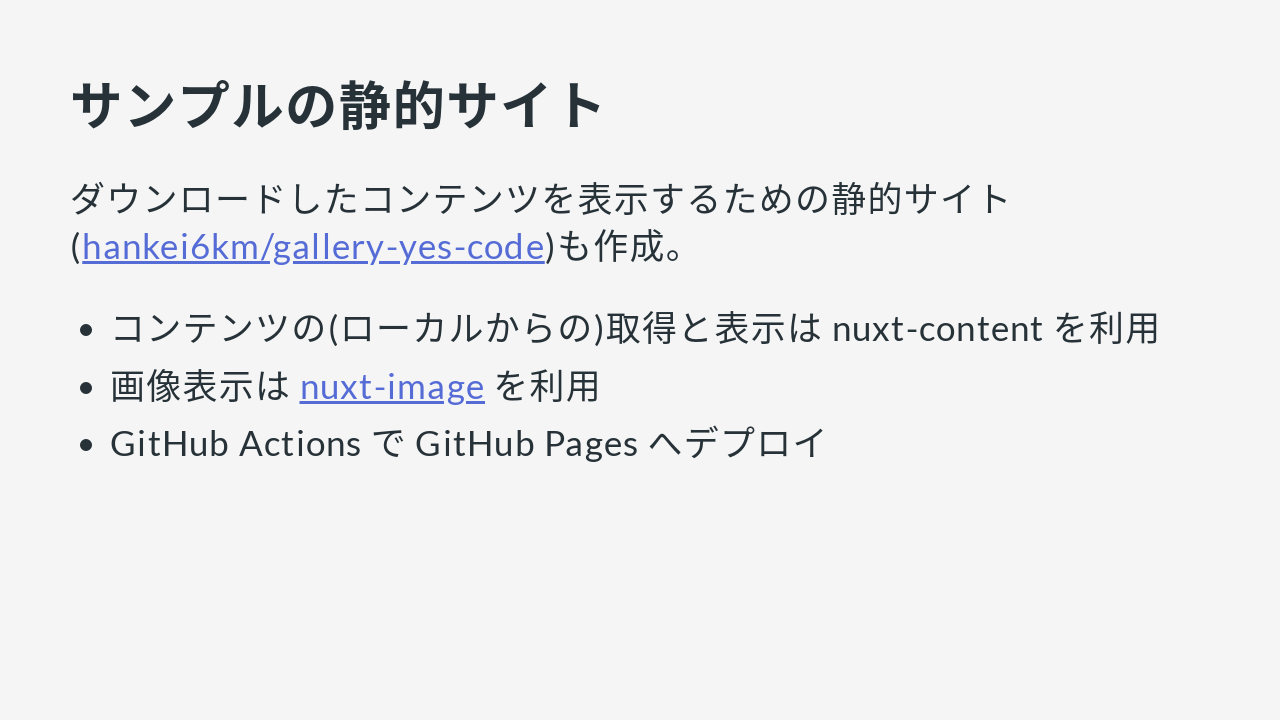 サンプルの静的サイト
ダウンロードしたコンテンツを表示するための静的サイト
(hankei6km/gallery-yes-code)も作成。
• コンテンツの(ローカルからの)取得と表示は nuxt-content を利用
• 画像表示は nuxt-image を利用
• GitHub Actions で GitHub Pages へデプロイ